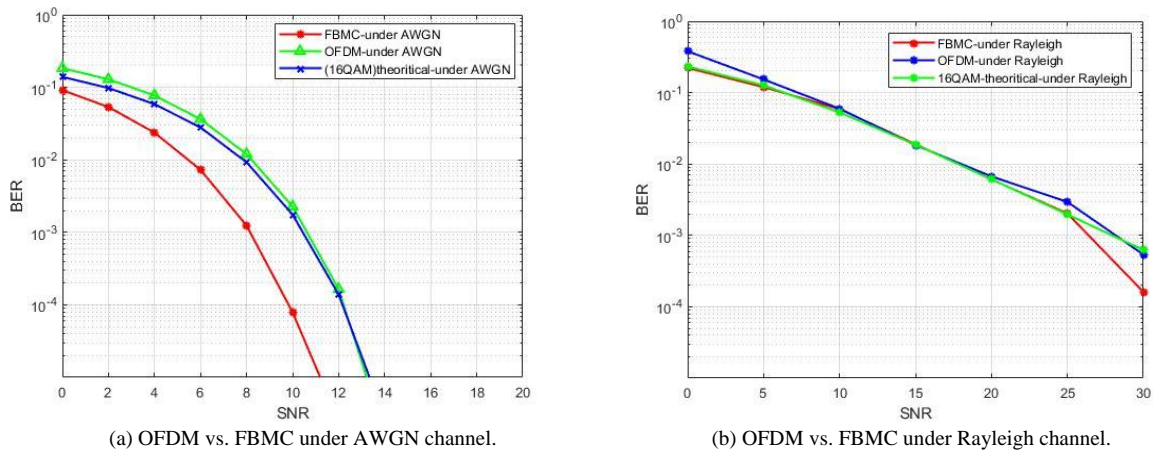 10^0
10^-1
10^-2
10^-3
10^-4
BER
0 2 4 6 8 10 12 14 16 18 20
SNR
FBMC-under AWGN
OFDM-under AWGN
(16QAM)theoritical-under AWGN
(a) OFDM vs. FBMC under AWGN channel.
10^0
10^-1
10^-2
10^-3
10^-4
BER
0 5 10 15 20 25 30
SNR
FBMC-under Rayleigh
OFDM-under Rayleigh
16QAM-theoritical-under Rayleigh
(b) OFDM vs. FBMC under Rayleigh channel.